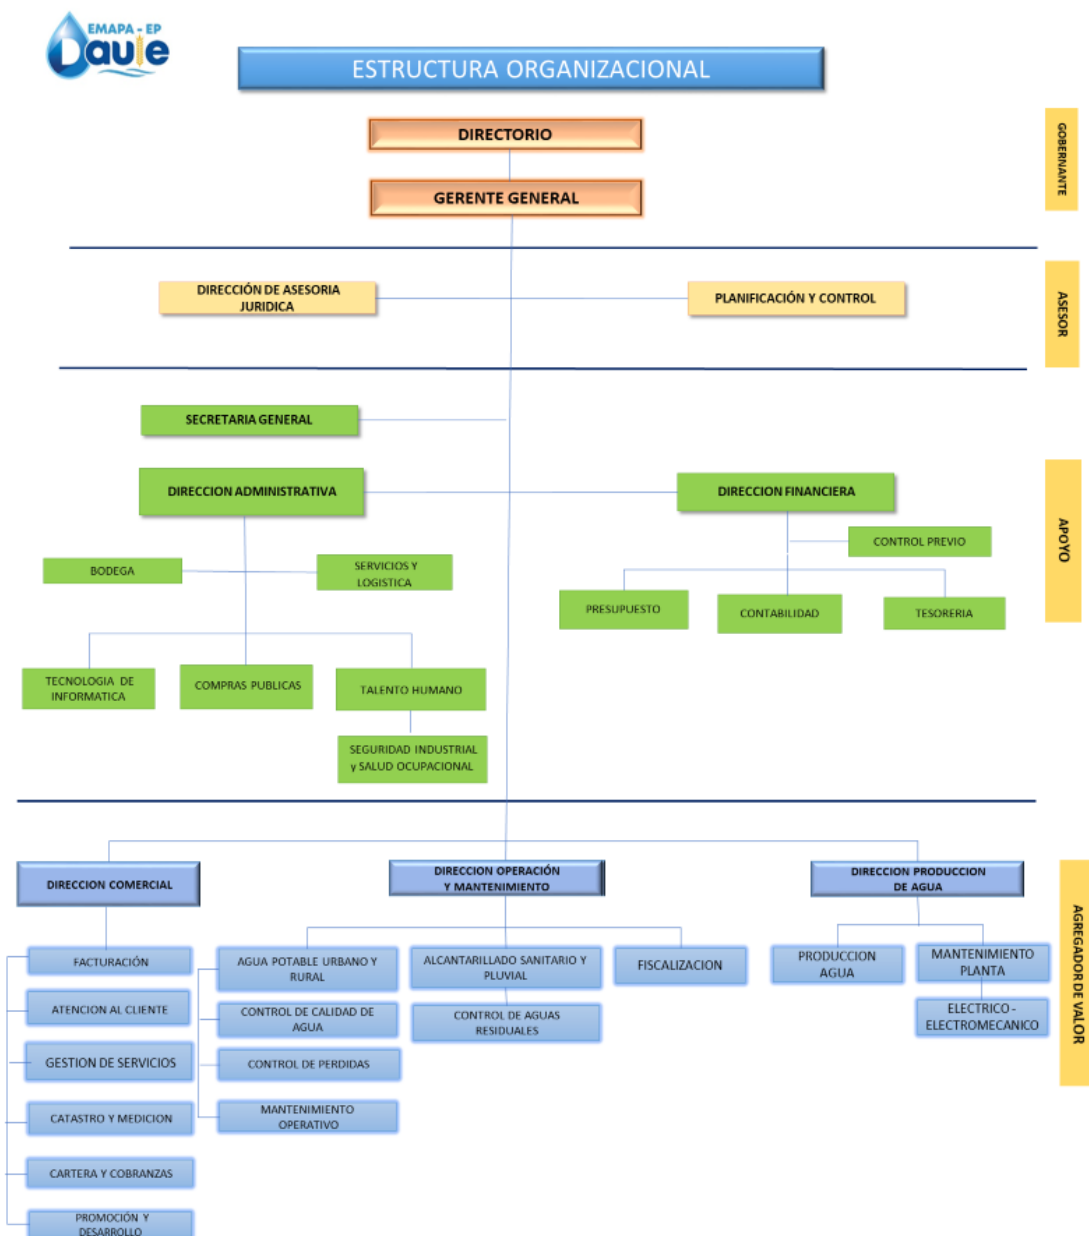 EMAPA - EP
Daule
ESTRUCTURA ORGANIZACIONAL
DIRECTORIO
GERENTE GENERAL
GOBERNANTE
DIRECCIÓN DE ASESORIA
JURIDICA
PLANIFICACIÓN Y CONTROL
ASESOR
SECRETARIA GENERAL
DIRECCION ADMINISTRATIVA
DIRECCION FINANCIERA
CONTROL PREVIO
BODEGA
SERVICIOS Y
LOGISTICA
PRESUPUESTO
CONTABILIDAD
TESORERIA
APOYO
TECNOLOGIA DE
INFORMATICA
COMPRAS PUBLICAS
TALENTO HUMANO
SEGURIDAD INDUSTRIAL
y SALUD OCUPACIONAL
DIRECCION COMERCIAL
DIRECCION OPERACIÓN
Y MANTENIMIENTO
DIRECCION PRODUCCION
DE AGUA
AGREGADOR DE VALOR
FACTURACIÓN
ATENCION AL CLIENTE
GESTION DE SERVICIOS
CATASTRO Y MEDICION
CARTERA Y COBRANZAS
PROMOCIÓN Y
DESARROLLO
AGUA POTABLE URBANO Y
RURAL
CONTROL DE CALIDAD DE
AGUA
CONTROL DE PERDIDAS
MANTENIMIENTO
OPERATIVO
ALCANTARILLADO SANITARIO Y
PLUVIAL
CONTROL DE AGUAS
RESIDUALES
FISCALIZACION
PRODUCCION
AGUA
MANTENIMIENTO
PLANTA
ELECTRICO -
ELECTROMECANICO